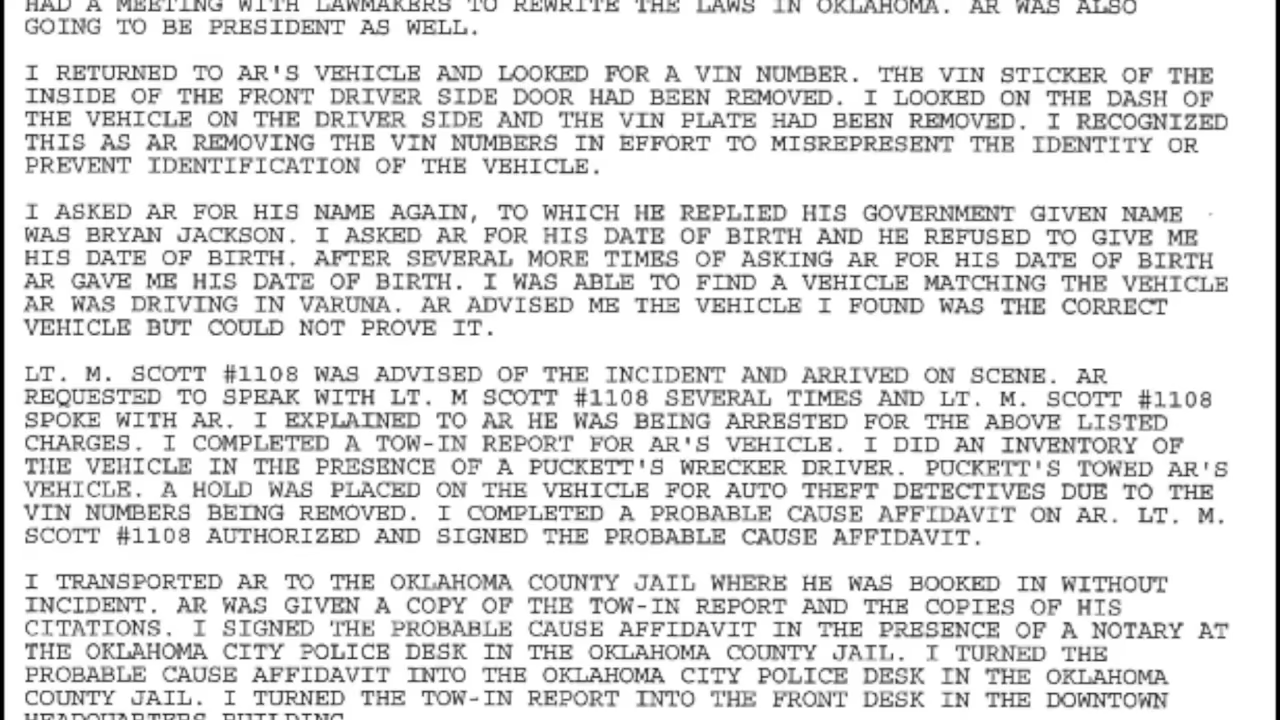 HAD A MEETING WITH LAWMAKERS TO REWRITE THE LAWS IN OKLAHOMA. AR WAS ALSO
GOING TO BE PRESIDENT AS WELL.
I RETURNED TO AR'S VEHICLE AND LOOKED FOR A VIN NUMBER. THE VIN STICKER OF THE
INSIDE OF THE FRONT DRIVER SIDE DOOR HAD BEEN REMOVED. I LOOKED ON THE DASH OF
THE VEHICLE ON THE DRIVER SIDE AND THE VIN PLATE HAD BEEN REMOVED. I RECOGNIZED
THIS AS AR REMOVING THE VIN NUMBERS IN EFFORT TO MISREPRESENT THE IDENTITY OR
PREVENT IDENTIFICATION OF THE VEHICLE.
I ASKED AR FOR HIS NAME AGAIN, TO WHICH HE REPLIED HIS GOVERNMENT GIVEN NAME
WAS BRYAN JACKSON. I ASKED AR FOR HIS DATE OF BIRTH AND HE REFUSED TO GIVE ME
HIS DATE OF BIRTH. AFTER SEVERAL MORE TIMES OF ASKING AR FOR HIS DATE OF BIRTH
AR GAVE ME HIS DATE OF BIRTH. I WAS ABLE TO FIND A VEHICLE MATCHING THE VEHICLE
AR WAS DRIVING IN VARUNA. AR ADVISED ME THE VEHICLE I FOUND WAS THE CORRECT
VEHICLE BUT COULD NOT PROVE IT.
LT. M. SCOTT #1108 WAS ADVISED OF THE INCIDENT AND ARRIVED ON SCENE. AR
REQUESTED TO SPEAK WITH LT. M SCOTT #1108 SEVERAL TIMES AND LT. M. SCOTT #1108
SPOKE WITH AR. I EXPLAINED TO AR HE WAS BEING ARRESTED FOR THE ABOVE LISTED
CHARGES. I COMPLETED A TOW-IN REPORT FOR AR'S VEHICLE. I DID AN INVENTORY OF
THE VEHICLE IN THE PRESENCE OF A PUCKETT'S WRECKER DRIVER. PUCKETT'S TOWED AR'S
VEHICLE. A HOLD WAS PLACED ON THE VEHICLE FOR AUTO THEFT DETECTIVES DUE TO THE
VIN NUMBERS BEING REMOVED. I COMPLETED A PROBABLE CAUSE AFFIDAVIT ON AR. LT. M.
SCOTT #1108 AUTHORIZED AND SIGNED THE PROBABLE CAUSE AFFIDAVIT.
I TRANSPORTED AR TO THE OKLAHOMA COUNTY JAIL WHERE HE WAS BOOKED IN WITHOUT
INCIDENT. AR WAS GIVEN A COPY OF THE TOW-IN REPORT AND THE COPIES OF HIS
CITATIONS. I SIGNED THE PROBABLE CAUSE AFFIDAVIT IN THE PRESENCE OF A NOTARY AT
THE OKLAHOMA CITY POLICE DESK IN THE OKLAHOMA COUNTY JAIL. I TURNED THE
PROBABLE CAUSE AFFIDAVIT INTO THE OKLAHOMA CITY POLICE DESK IN THE OKLAHOMA
COUNTY JAIL. I TURNED THE TOW-IN REPORT INTO THE FRONT DESK IN THE DOWNTOWN
HEADQUARTERS BUILDING.